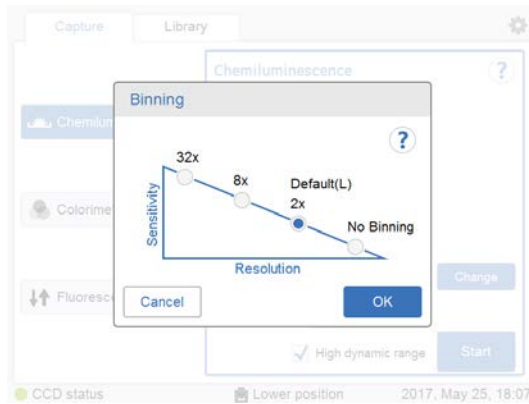 Capture
Library
Chemiluminescence
?
Binning
?
Chemilum
32x
8x
Default(L)
2x
No Binning
Sensitivity
Resolution
Colorime
Fluoresce
Change
Cancel
OK
High dynamic range
Start
CCD status
Lower position
2017. May 25, 18:07